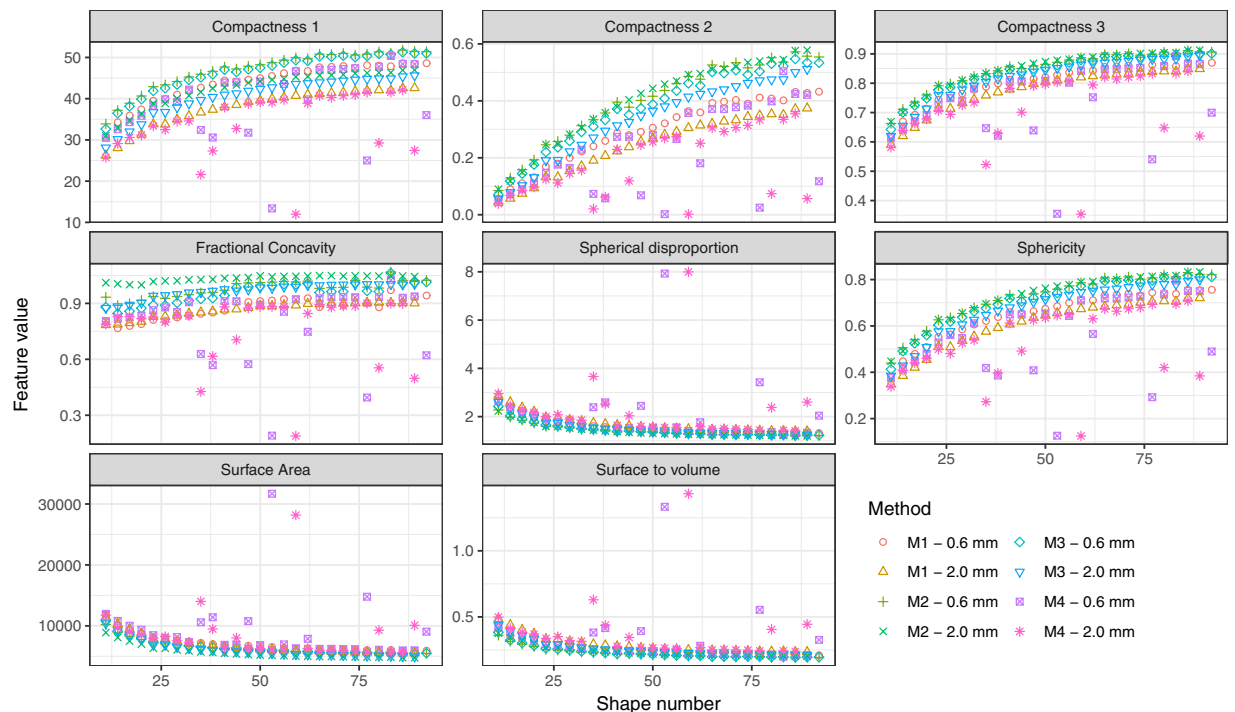 Compactness 1
Compactness 2
Compactness 3
50
40
30
20
10
0.6
0.4
0.2
0.0
0.9
0.8
0.7
0.6
0.5
0.4
Fractional Concavity
Spherical disproportion
Sphericity
0.9
0.6
0.3
8
6
4
2
0.8
0.6
0.4
0.2
25
50
75
Surface Area
Surface to volume
30000
20000
10000
1.0
0.5
25
50
75
25
50
75
Feature value
Shape number
Method
M1 − 0.6 mm
M1 − 2.0 mm
M2 − 0.6 mm
M2 − 2.0 mm
M3 − 0.6 mm
M3 − 2.0 mm
M4 − 0.6 mm
M4 − 2.0 mm